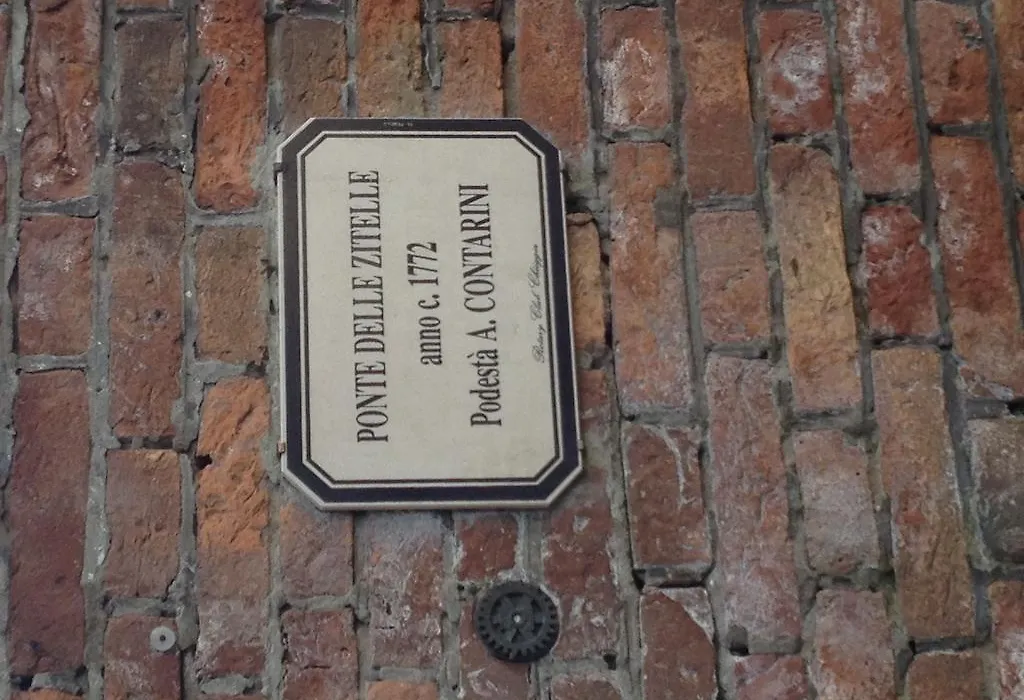 PONTE DELLE ZITELLE
anno c. 1772
Podestà A. CONTARINI
Rotary Club Chioggia